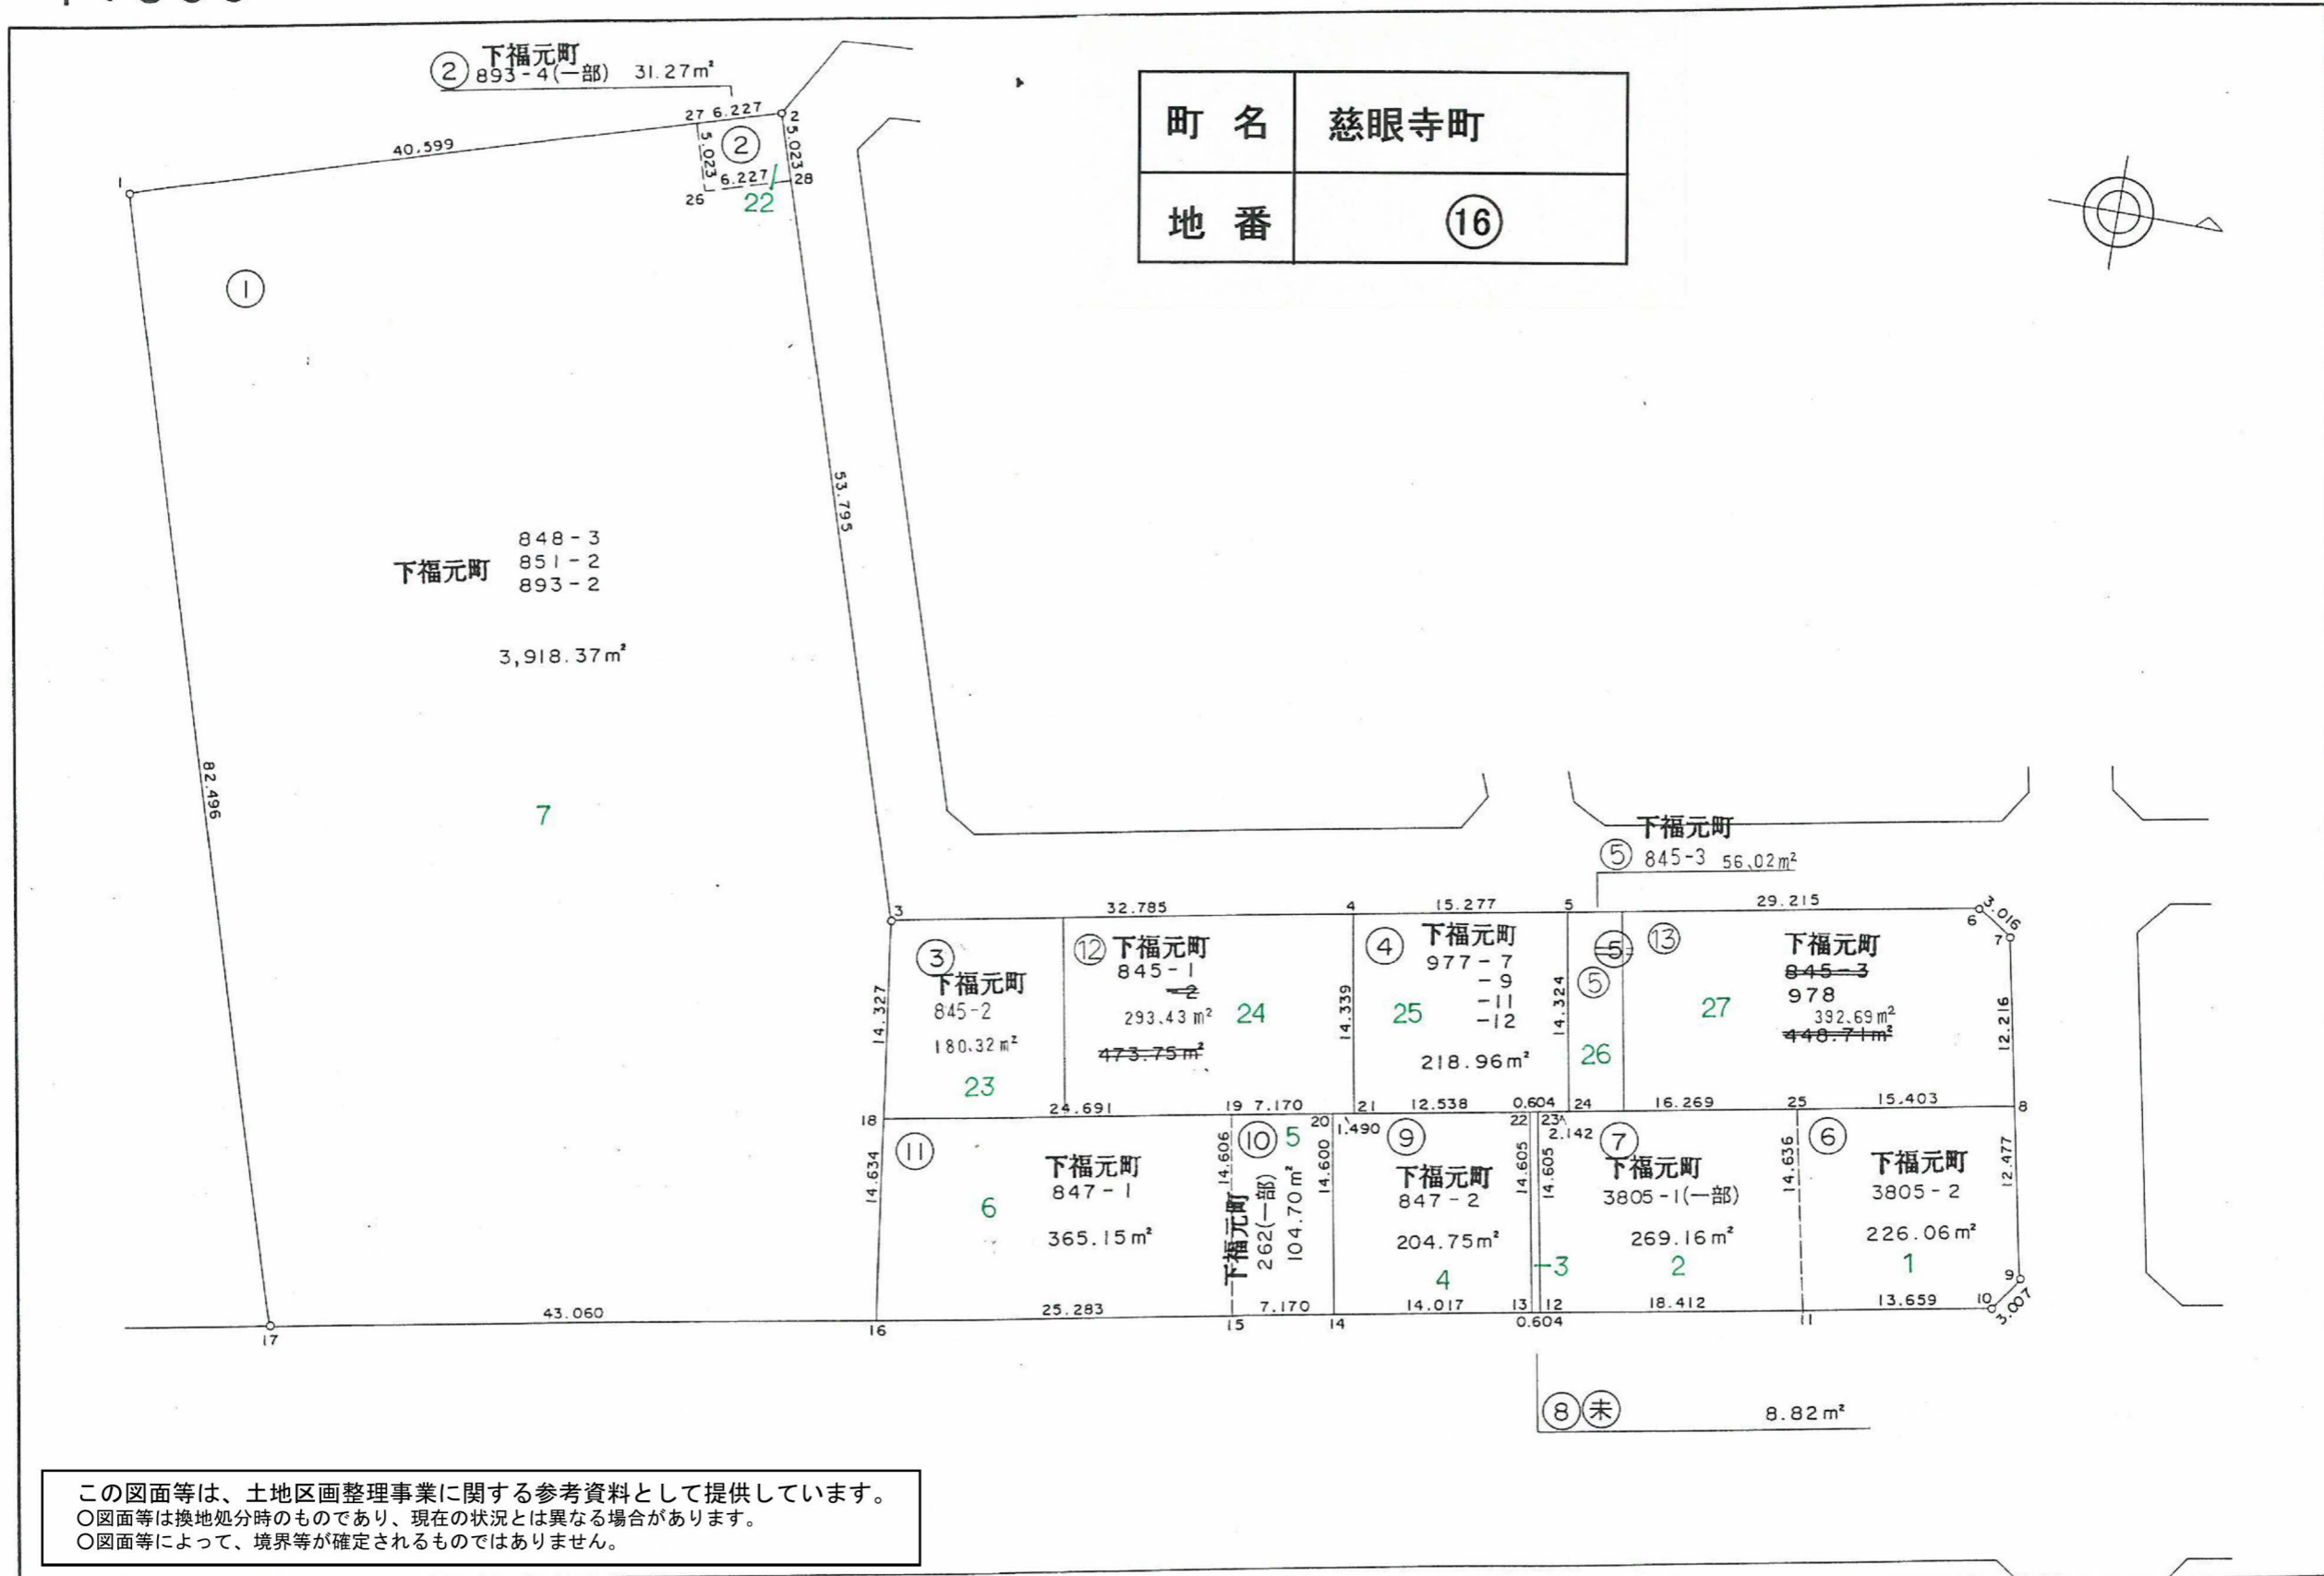 下福元町
② 893-4(一部) 31.27m²
町名 慈眼寺町
地番 ⑯
27 6.227 2
40.599
5.023 ② 5.023
6.227 28
26 22
1
①
53.795
848-3
下福元町 851-2
893-2
3,918.37m²
82.496
7
下福元町
⑤ 845-3 56.02m²
3 32.785 4 15.277 5 29.215 6 3.016
7
③
下福元町
845-2
180.32m²
23
14.327
⑫ 下福元町
845-1
-2
293.43m² 24
473.75m²
14.339
④ 下福元町
977-7
-9
-11
-12
25
218.96m²
14.324
⑤ ⑬
⑤
26
27
下福元町
845-3
978
392.69m²
448.71m²
12.216
18 24.691 19 7.170 20 21 12.538 0.604 24 16.269 25 15.403 8
1.490 22 23 2.142
⑪
14.634
下福元町
847-1
6
365.15m²
14.606
⑩ 5
下福元町
262(一部)
104.70m²
14.600
⑨
下福元町
847-2
204.75m²
4
14.605
14.605
3
⑦
下福元町
3805-1(一部)
269.16m²
2
14.636
⑥
下福元町
3805-2
226.06m²
1
12.477
9
17 43.060 16 25.283 15 7.170 14 14.017 13 12 18.412 11 13.659 10 3.007
0.604
⑧ 未 8.82m²
この図面等は、土地区画整理事業に関する参考資料として提供しています。
○図面等は換地処分時のものであり、現在の状況とは異なる場合があります。
○図面等によって、境界等が確定されるものではありません。